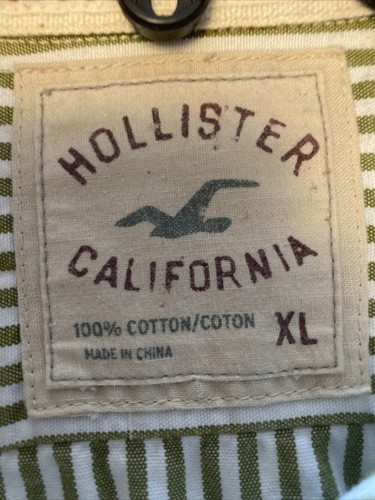 HOLLISTER
CALIFORNIA
100% COTTON/COTON XL
MADE IN CHINA